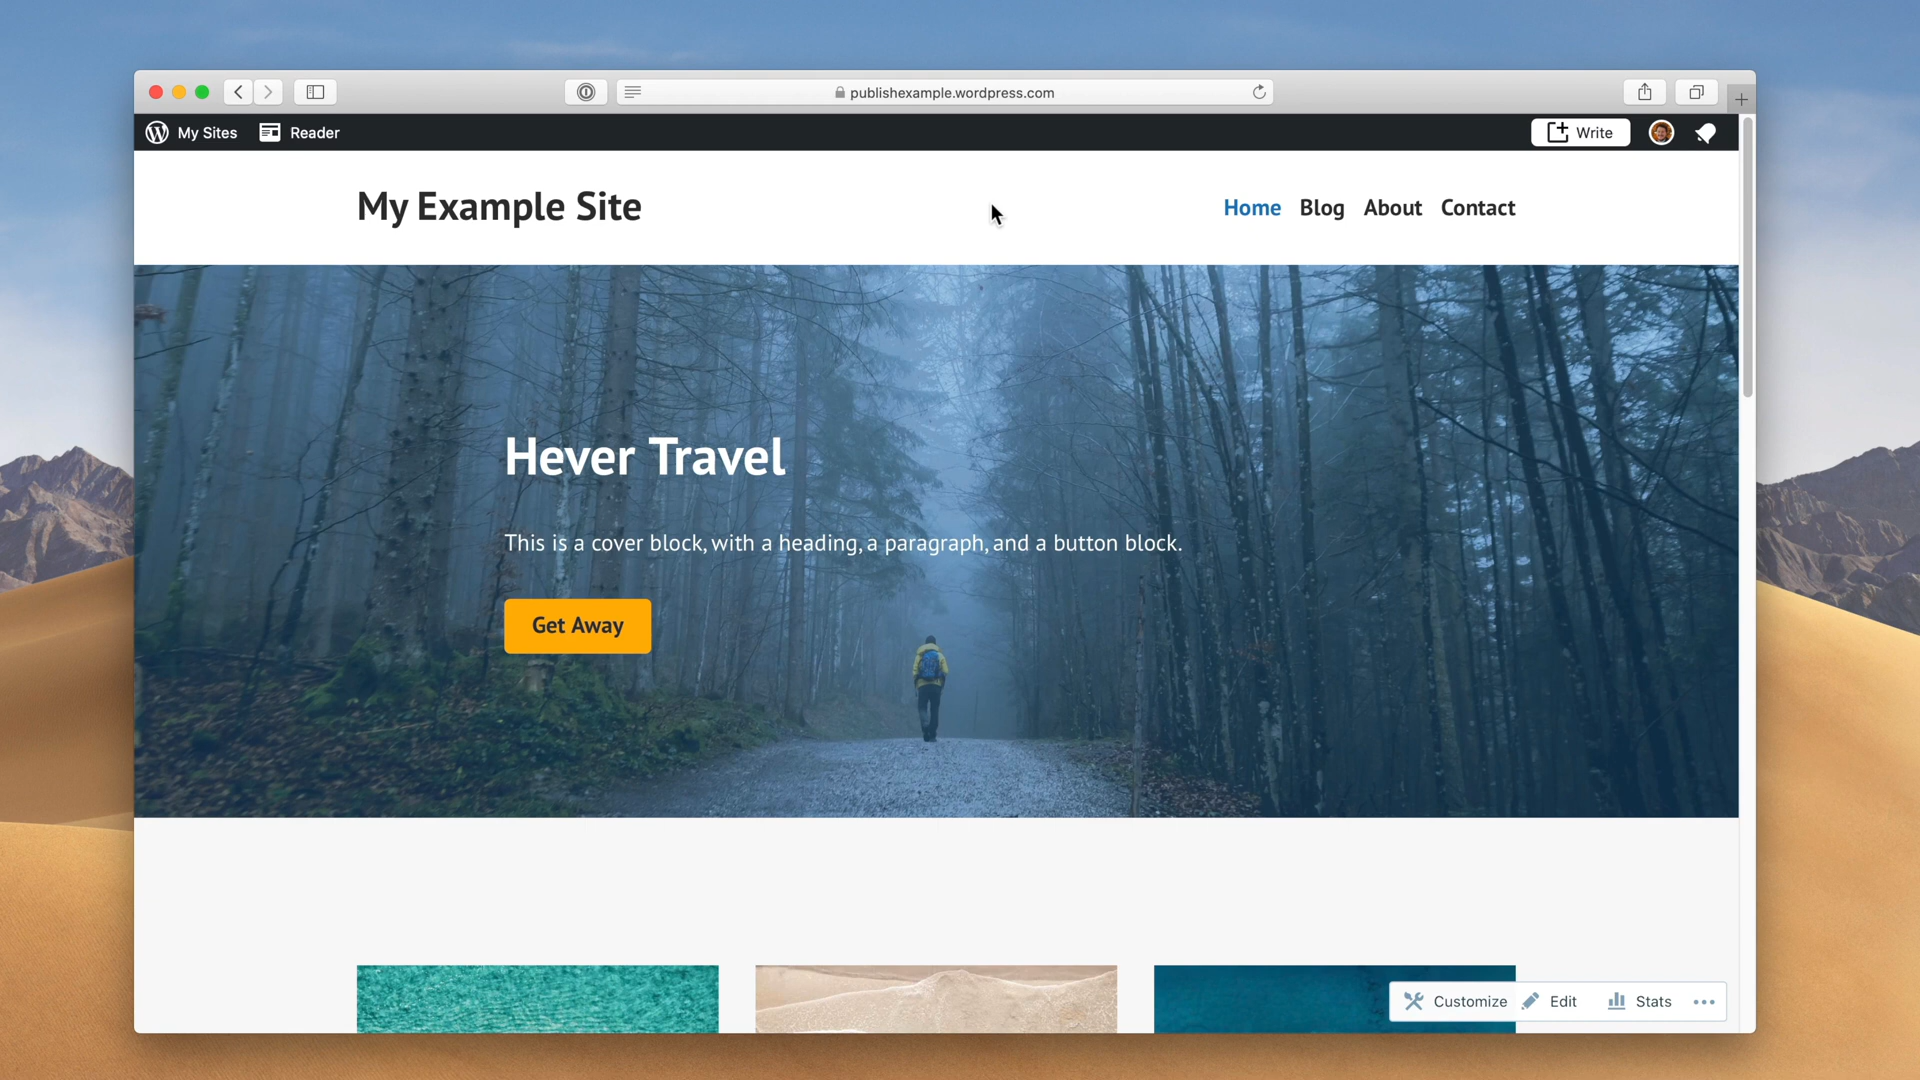 publishexample.wordpress.com
My Sites Reader Write
My Example Site
Home Blog About Contact
Hever Travel
This is a cover block, with a heading, a paragraph, and a button block.
Get Away
Customize Edit Stats